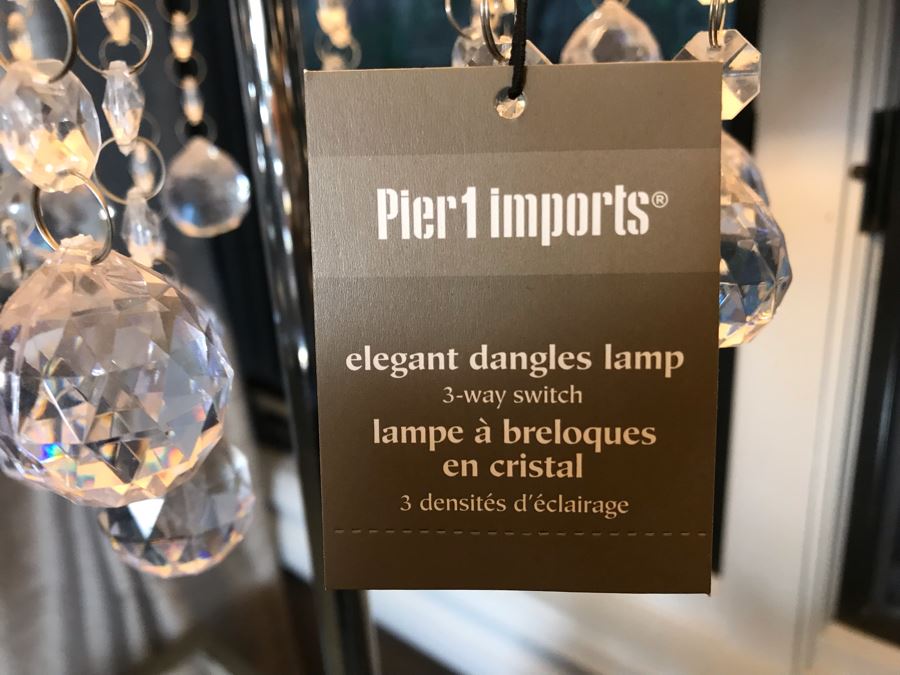 Pier1 imports®
elegant dangles lamp
3-way switch
lampe à breloques
en cristal
3 densités d'éclairage